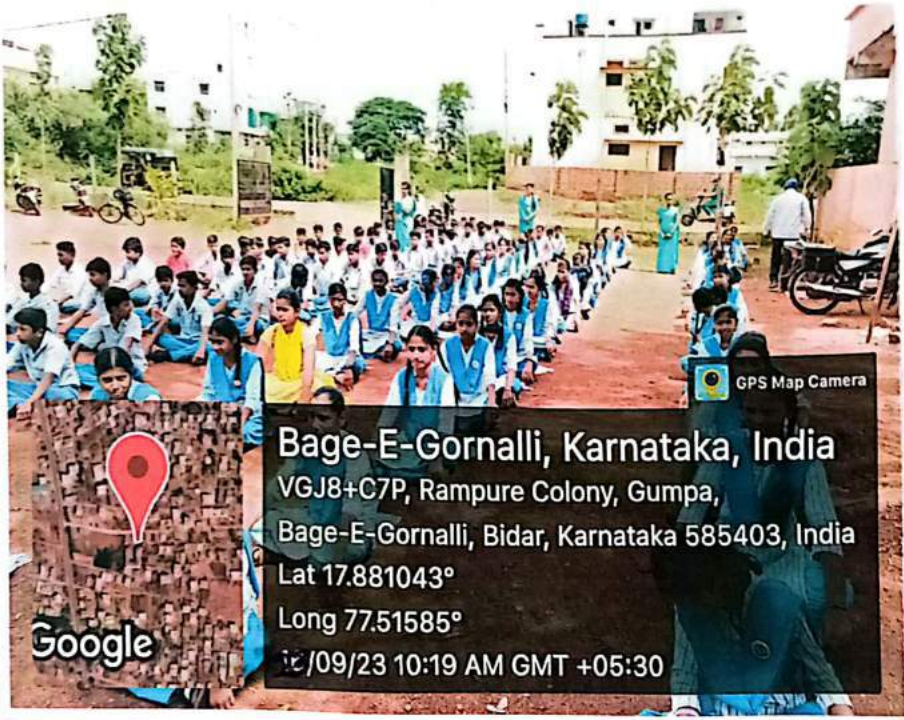 GPS Map Camera
Bage-E-Gornalli, Karnataka, India
VGJ8+C7P, Rampure Colony, Gumpa,
Bage-E-Gornalli, Bidar, Karnataka 585403, India
Lat 17.881043°
Long 77.51585°
/09/23 10:19 AM GMT +05:30
Google